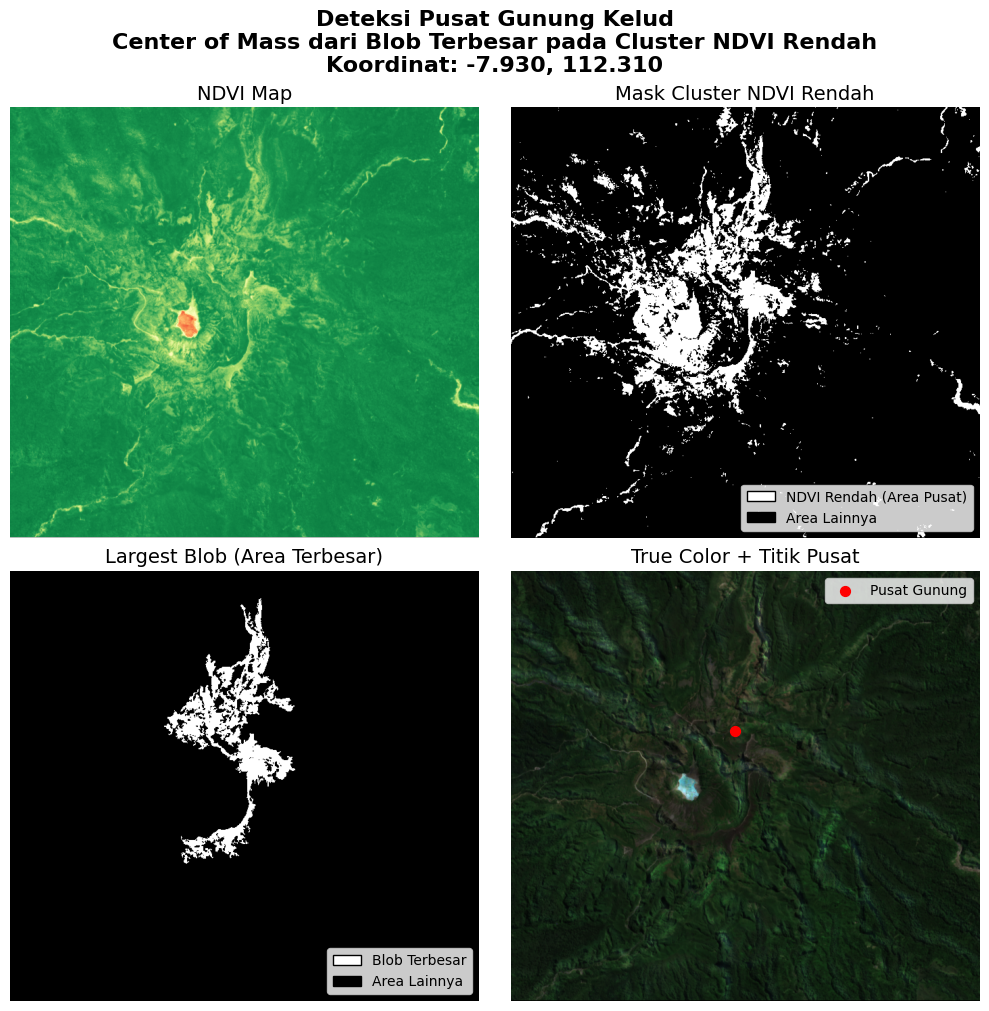 Deteksi Pusat Gunung Kelud
Center of Mass dari Blob Terbesar pada Cluster NDVI Rendah
Koordinat: -7.930, 112.310
NDVI Map
Mask Cluster NDVI Rendah
NDVI Rendah (Area Pusat)
Area Lainnya
Largest Blob (Area Terbesar)
Blob Terbesar
Area Lainnya
True Color + Titik Pusat
Pusat Gunung